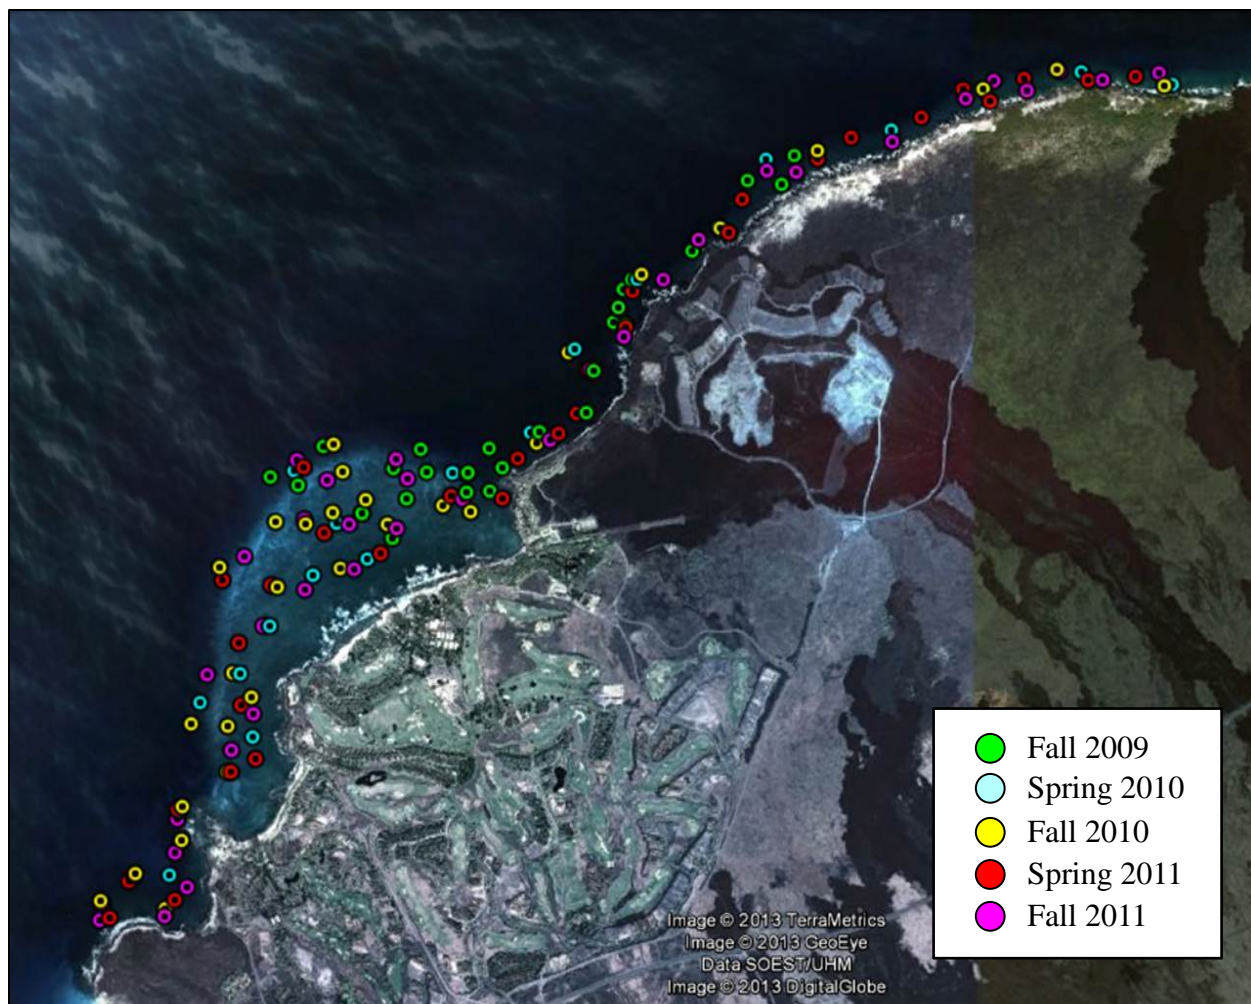 Fall 2009
Spring 2010
Fall 2010
Spring 2011
Fall 2011
Image © 2013 TerraMetrics
Image © 2013 GeoEye
Data SOEST/UHM
Image © 2013 DigitalGlobe